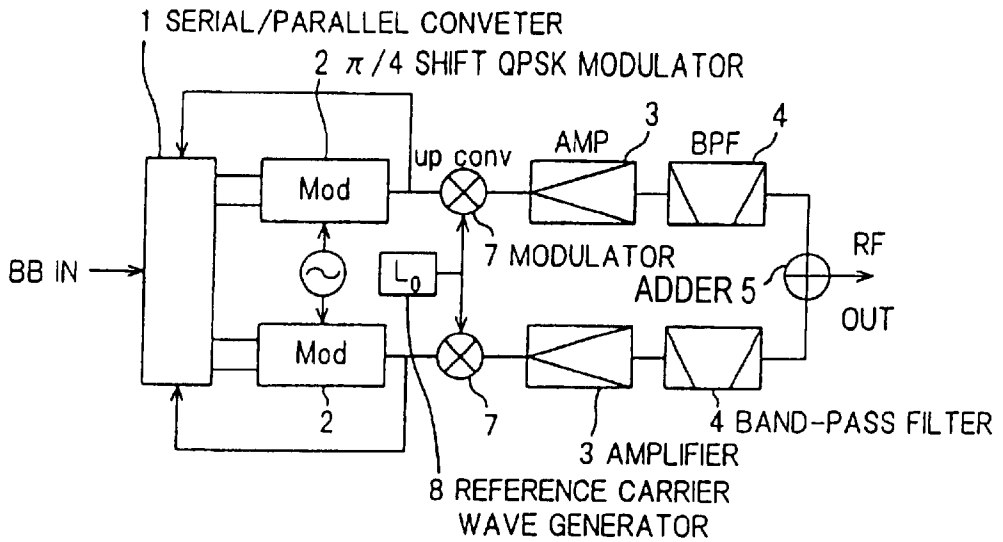 1 SERIAL/PARALLEL CONVETER
2 π/4 SHIFT QPSK MODULATOR
AMP
3
BPF
4
up conv
Mod
7 MODULATOR
BB IN
L0
ADDER 5
RF
OUT
Mod
2
7
3 AMPLIFIER
4 BAND-PASS FILTER
8 REFERENCE CARRIER
WAVE GENERATOR